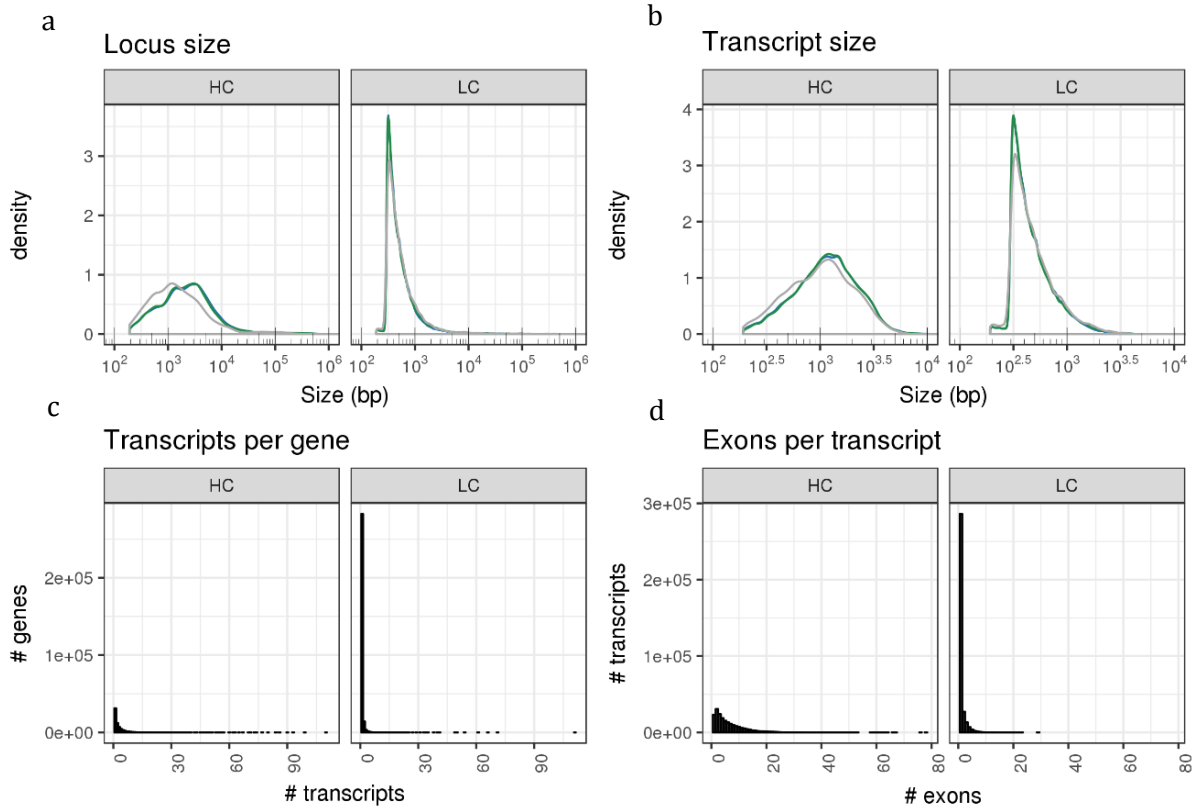 a
Locus size
HC
LC
density
3
2
1
0
10^2 10^3 10^4 10^5 10^6
10^2 10^3 10^4 10^5 10^6
Size (bp)
b
Transcript size
HC
LC
density
4
3
2
1
0
10^2 10^2.5 10^3 10^3.5 10^4
10^2 10^2.5 10^3 10^3.5 10^4
Size (bp)
c
Transcripts per gene
HC
LC
# genes
2e+05
1e+05
0e+00
0 30 60 90
0 30 60 90
# transcripts
d
Exons per transcript
HC
LC
# transcripts
3e+05
2e+05
1e+05
0e+00
0 20 40 60 80
0 20 40 60 80
# exons